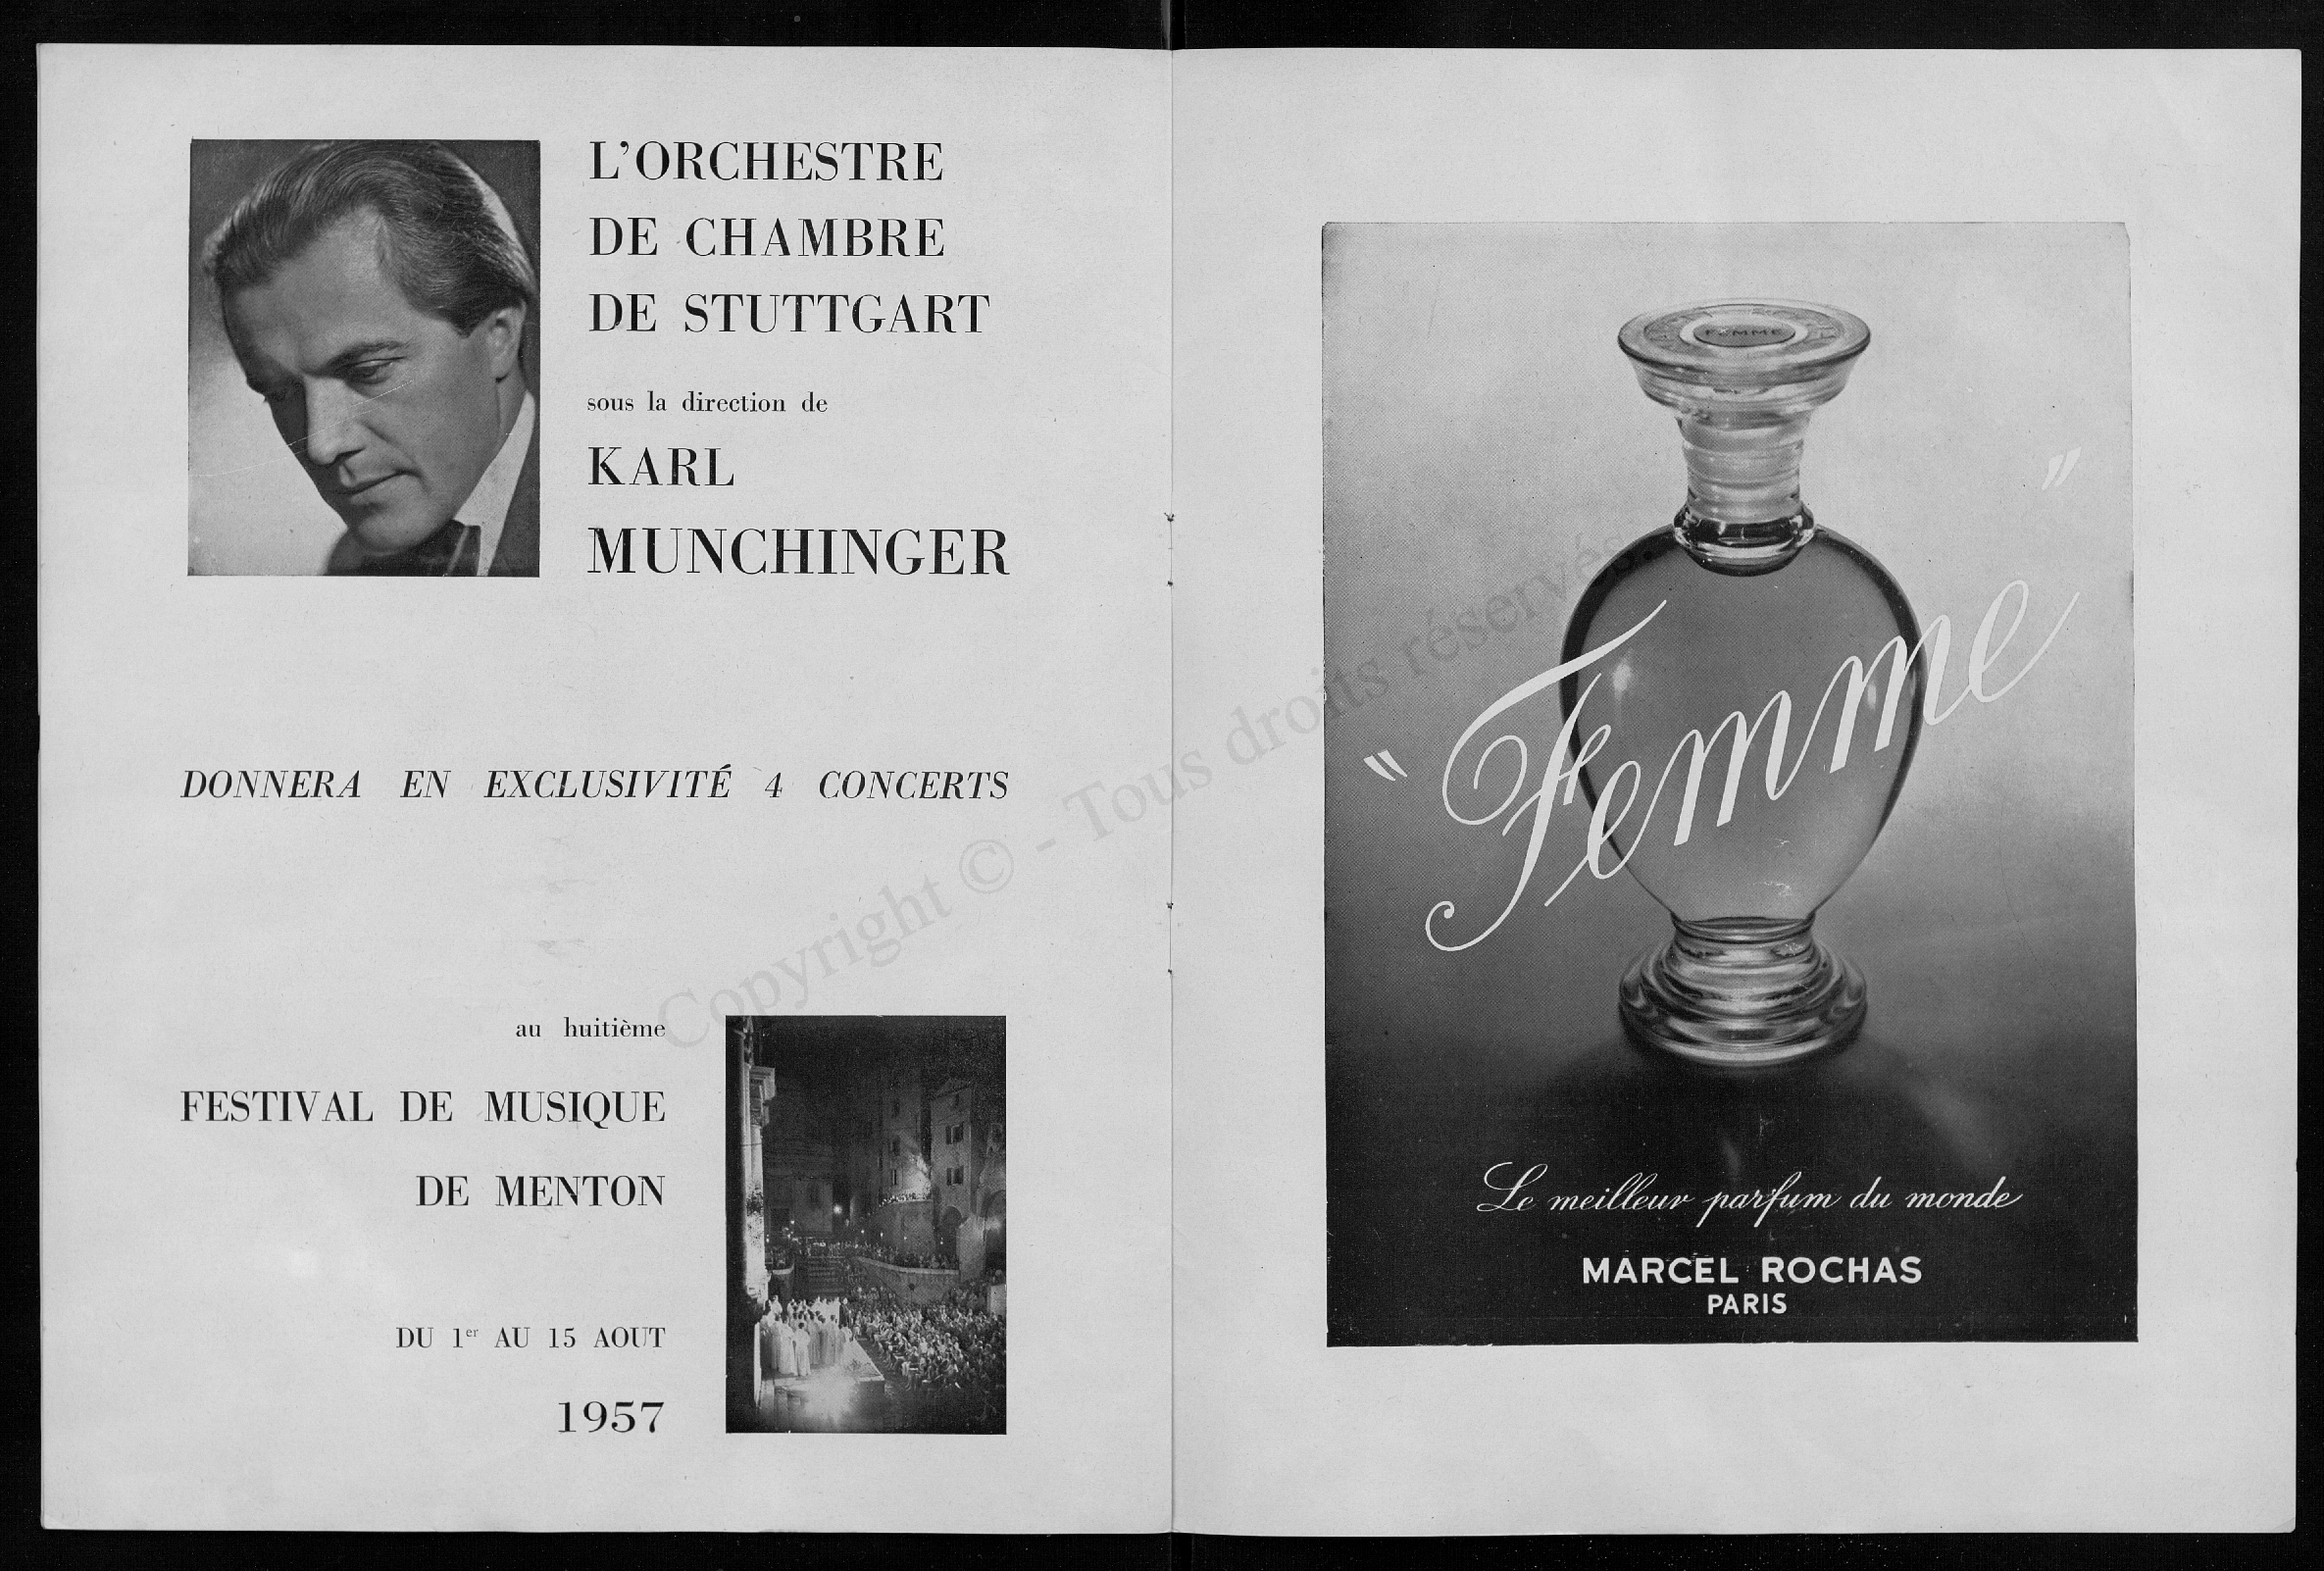 L'ORCHESTRE
DE CHAMBRE
DE STUTTGART
sous la direction de
KARL
MUNCHINGER
DONNERA EN EXCLUSIVITÉ 4 CONCERTS
au huitième
FESTIVAL DE MUSIQUE
DE MENTON
DU 1er AU 15 AOUT
1957
Copyright © - Tous droits réservés.
FEMME
"Femme"
Le meilleur parfum du monde
MARCEL ROCHAS
PARIS